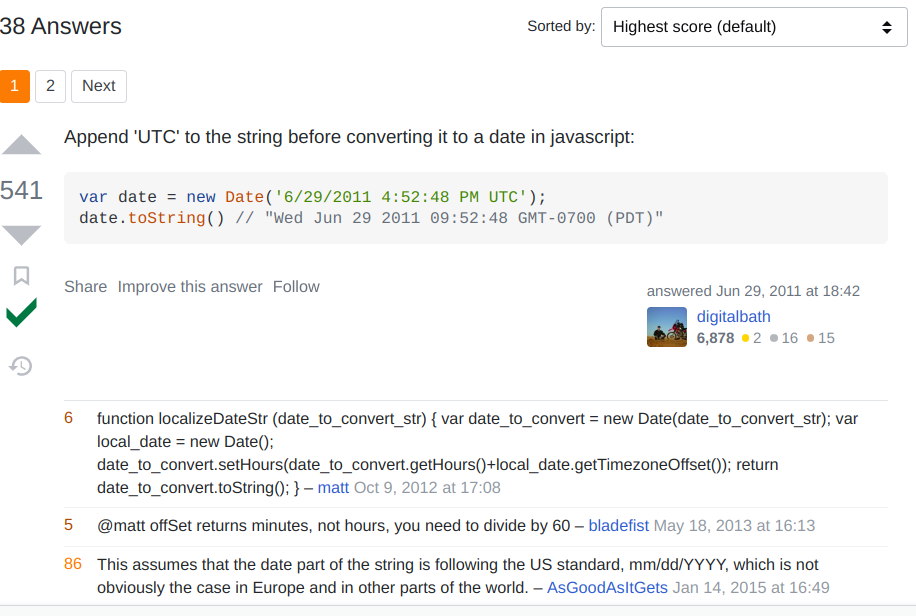 38 Answers
Sorted by: Highest score (default)
1 2 Next
Append 'UTC' to the string before converting it to a date in javascript:
541
var date = new Date('6/29/2011 4:52:48 PM UTC');
date.toString() // "Wed Jun 29 2011 09:52:48 GMT-0700 (PDT)"
Share Improve this answer Follow
answered Jun 29, 2011 at 18:42
digitalbath
6,878 2 16 15
6 function localizeDateStr (date_to_convert_str) { var date_to_convert = new Date(date_to_convert_str); var
local_date = new Date();
date_to_convert.setHours(date_to_convert.getHours()+local_date.getTimezoneOffset()); return
date_to_convert.toString(); } – matt Oct 9, 2012 at 17:08
5 @matt offSet returns minutes, not hours, you need to divide by 60 – bladefist May 18, 2013 at 16:13
86 This assumes that the date part of the string is following the US standard, mm/dd/YYYY, which is not
obviously the case in Europe and in other parts of the world. – AsGoodAsItGets Jan 14, 2015 at 16:49